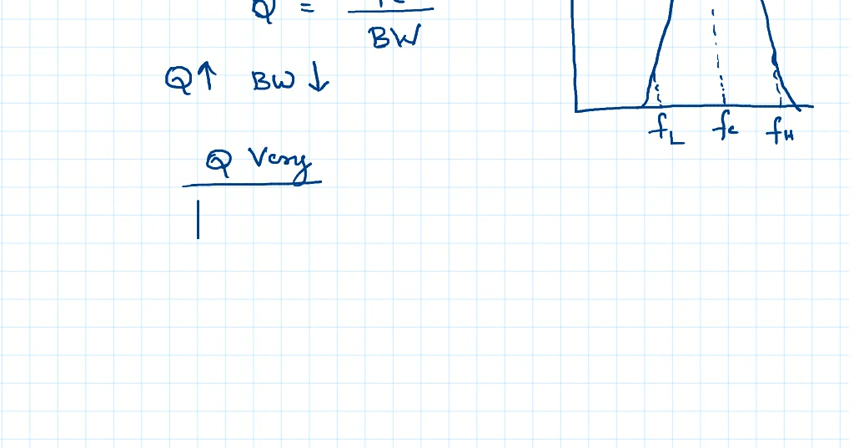 Q =
BW
Q↑ BW↓
fL fc fH
Q Very